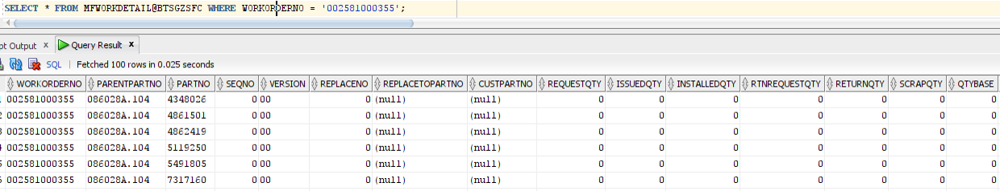 SELECT * FROM MFWORKDETAIL@BTSGZSFC WHERE WORKORDERNO = '002581000355';
pt Output x Query Result x
SQL | Fetched 100 rows in 0.025 seconds
WORKORDERNO PARENTPARTNO PARTNO SEQNO VERSION REPLACENO REPLACETOPARTNO CUSTPARTNO REQUESTQTY ISSUEDQTY INSTALLEDQTY RTNREQUESTQTY RETURNQTY SCRAPQTY QTYBASE
1 002581000355 086028A.104 4348026 0 00 0 (null) (null) 0 0 0 0 0 0 0
2 002581000355 086028A.104 4861501 0 00 0 (null) (null) 0 0 0 0 0 0 0
3 002581000355 086028A.104 4862419 0 00 0 (null) (null) 0 0 0 0 0 0 0
4 002581000355 086028A.104 5119250 0 00 0 (null) (null) 0 0 0 0 0 0 0
5 002581000355 086028A.104 5491805 0 00 0 (null) (null) 0 0 0 0 0 0 0
6 002581000355 086028A.104 7317160 0 00 0 (null) (null) 0 0 0 0 0 0 0